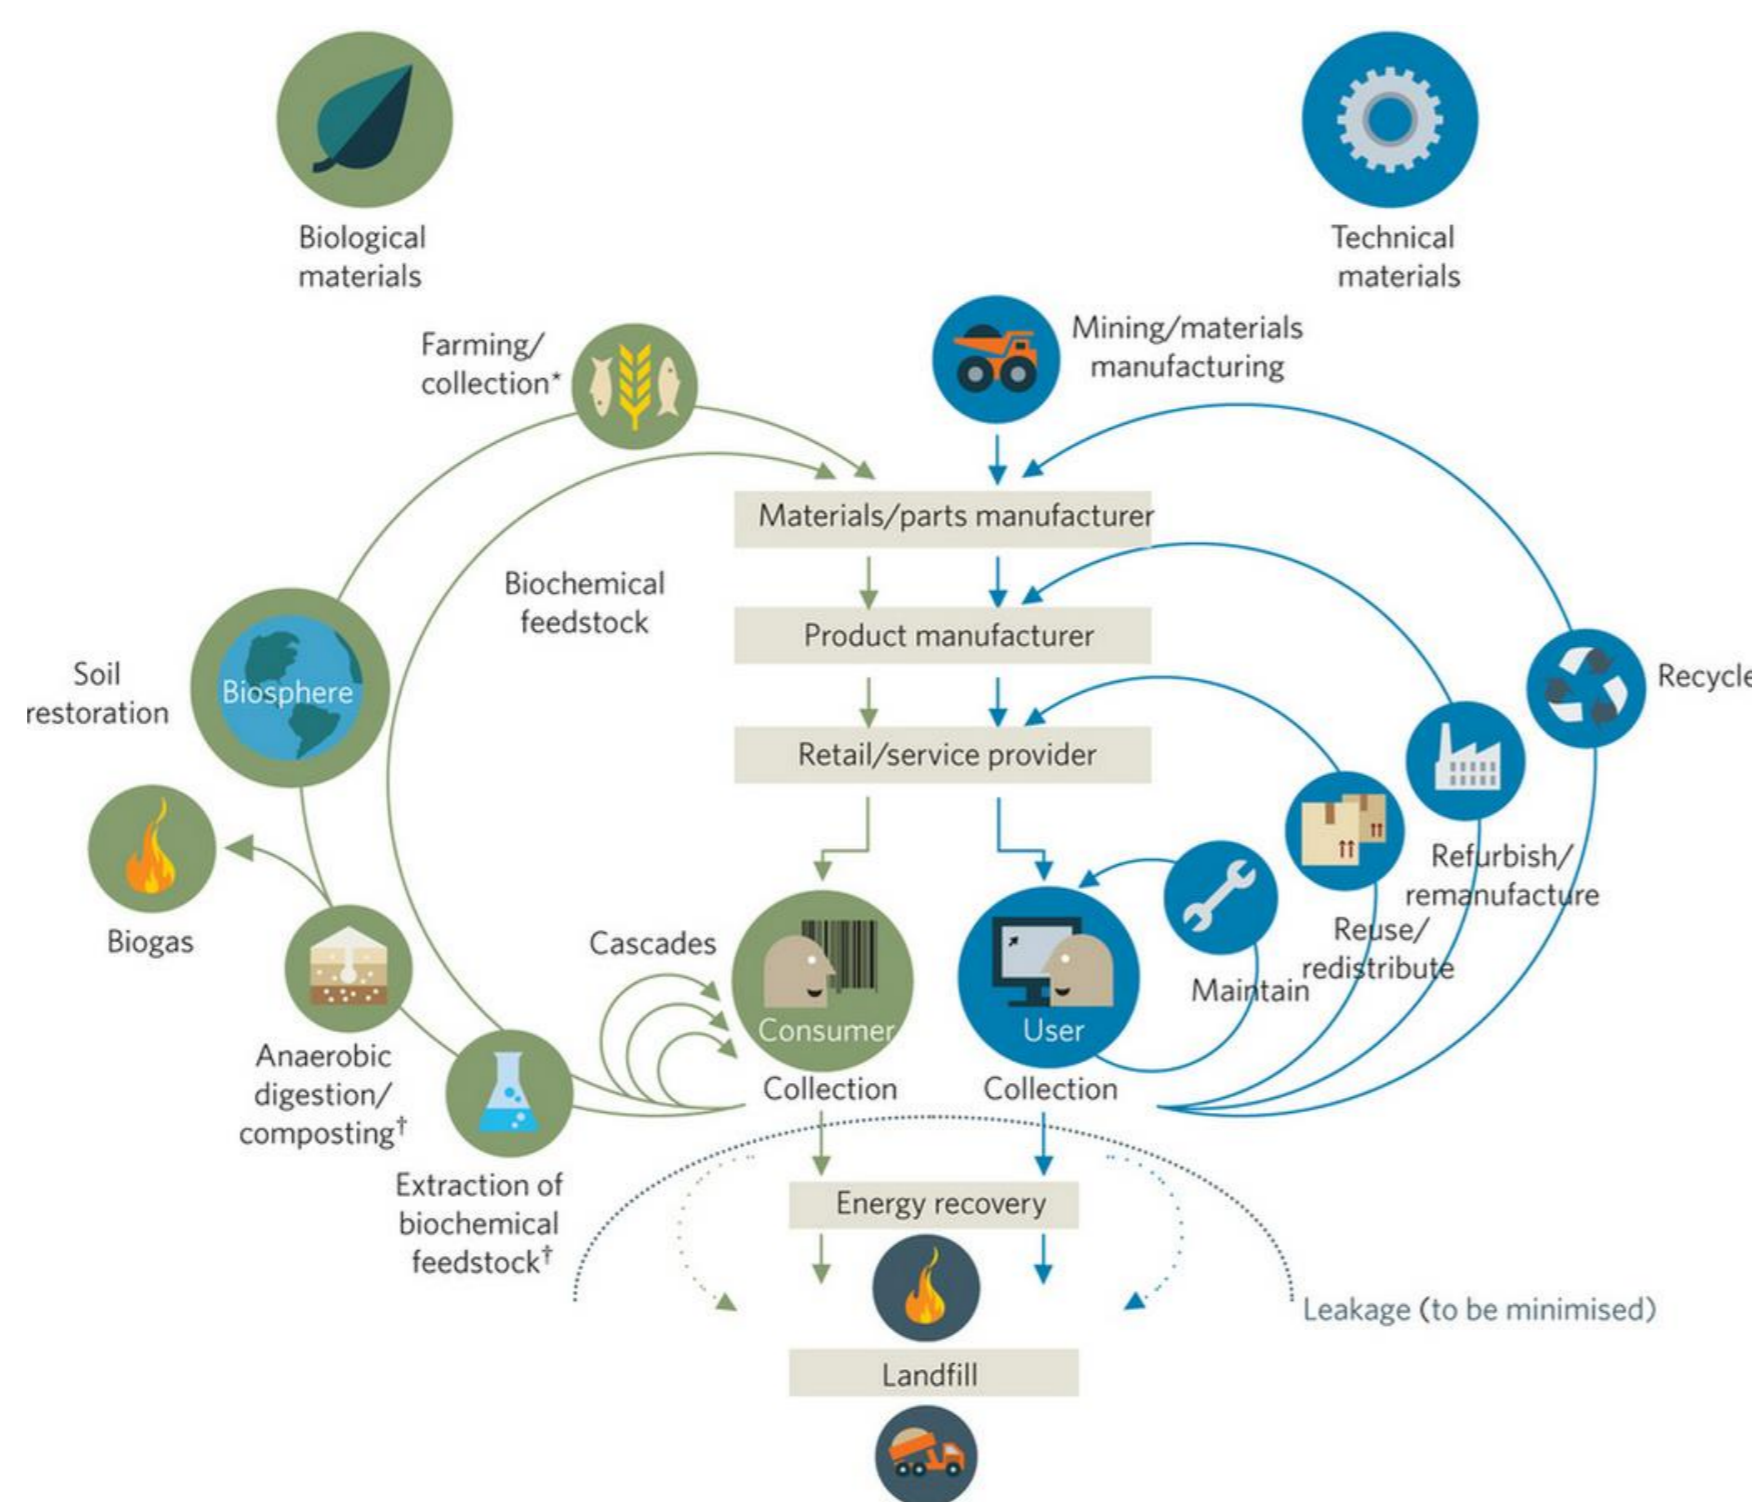 Biological
materials
Technical
materials
Farming/
collection*
Mining/materials
manufacturing
Materials/parts manufacturer
Biochemical
feedstock
Product manufacturer
Soil
restoration
Biosphere
Recycle
Retail/service provider
Biogas
Refurbish/
remanufacture
Cascades
Reuse/
redistribute
Maintain
Consumer
User
Anaerobic
digestion/
composting†
Collection
Collection
Extraction of
biochemical
feedstock†
Energy recovery
Leakage (to be minimised)
Landfill